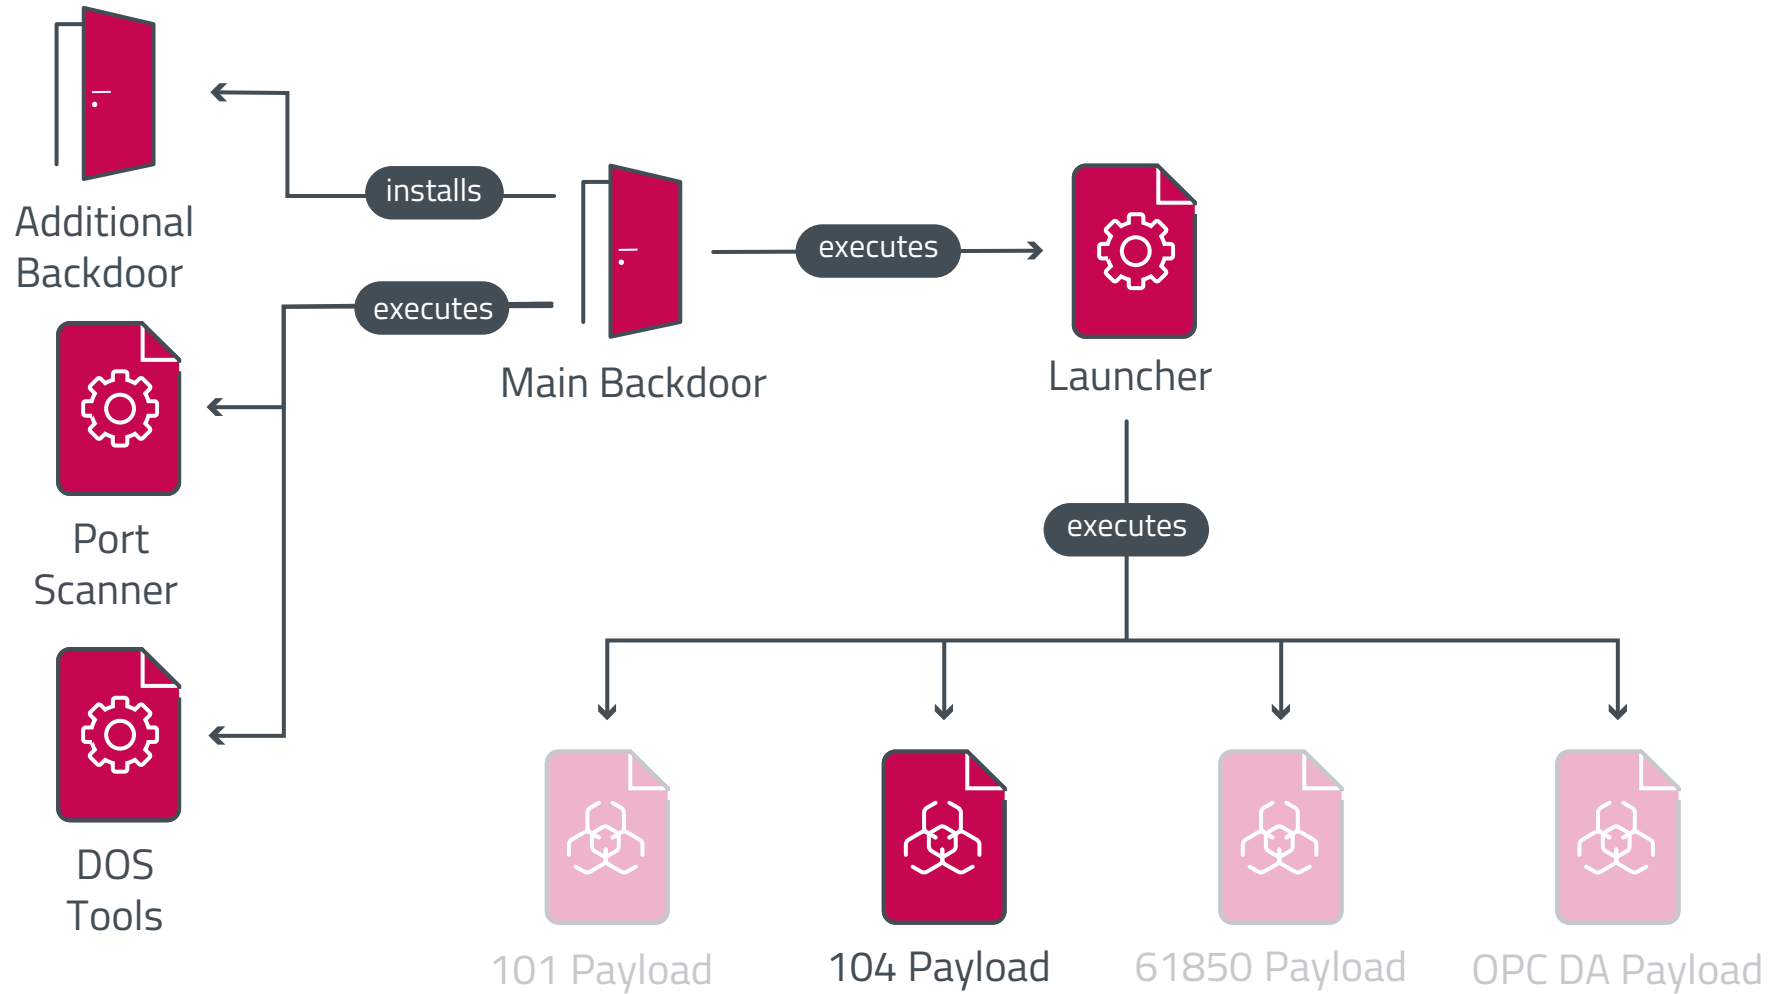 installs
Additional
Backdoor
executes
executes
Main Backdoor
Launcher
Port
Scanner
executes
DOS
Tools
101 Payload
104 Payload
61850 Payload
OPC DA Payload